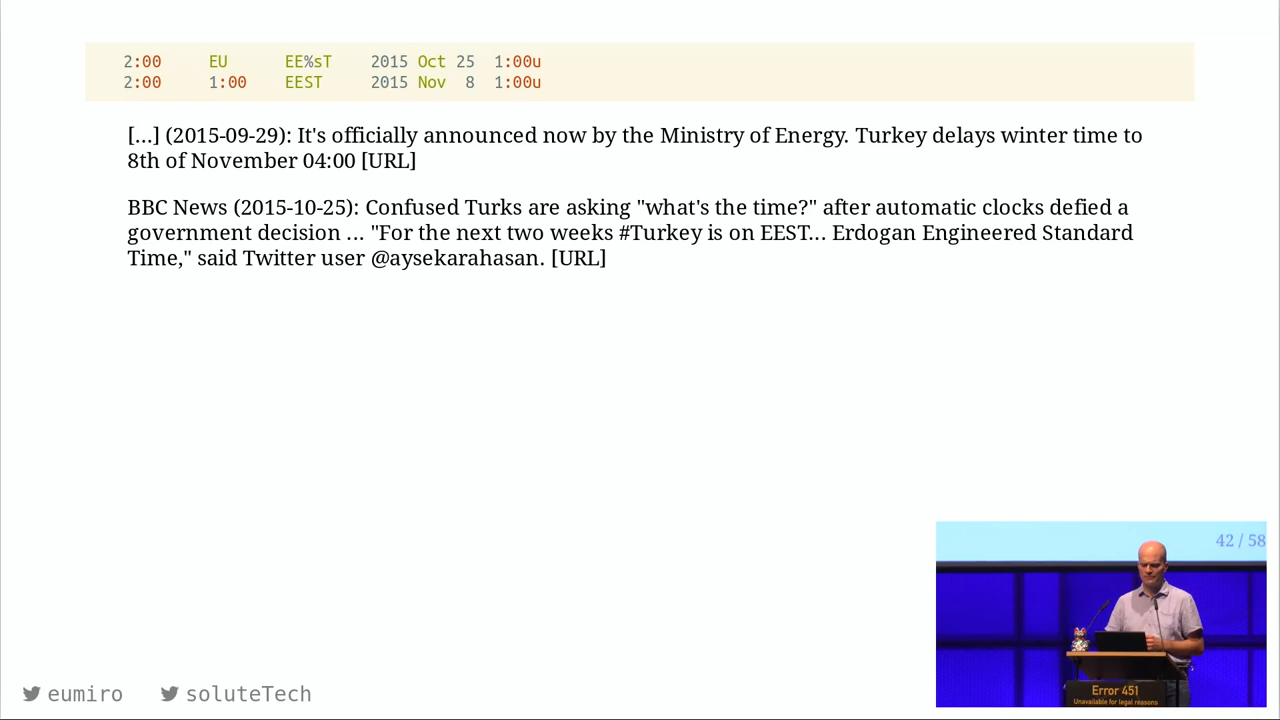 2:00 EU EE%sT 2015 Oct 25 1:00u
2:00 1:00 EEST 2015 Nov 8 1:00u
[...] (2015-09-29): It's officially announced now by the Ministry of Energy. Turkey delays winter time to
8th of November 04:00 [URL]
BBC News (2015-10-25): Confused Turks are asking "what's the time?" after automatic clocks defied a
government decision ... "For the next two weeks #Turkey is on EEST... Erdogan Engineered Standard
Time," said Twitter user @aysekarahasan. [URL]
42 / 58
Error 451
Unavailable for legal reasons
eumiro soluteTech